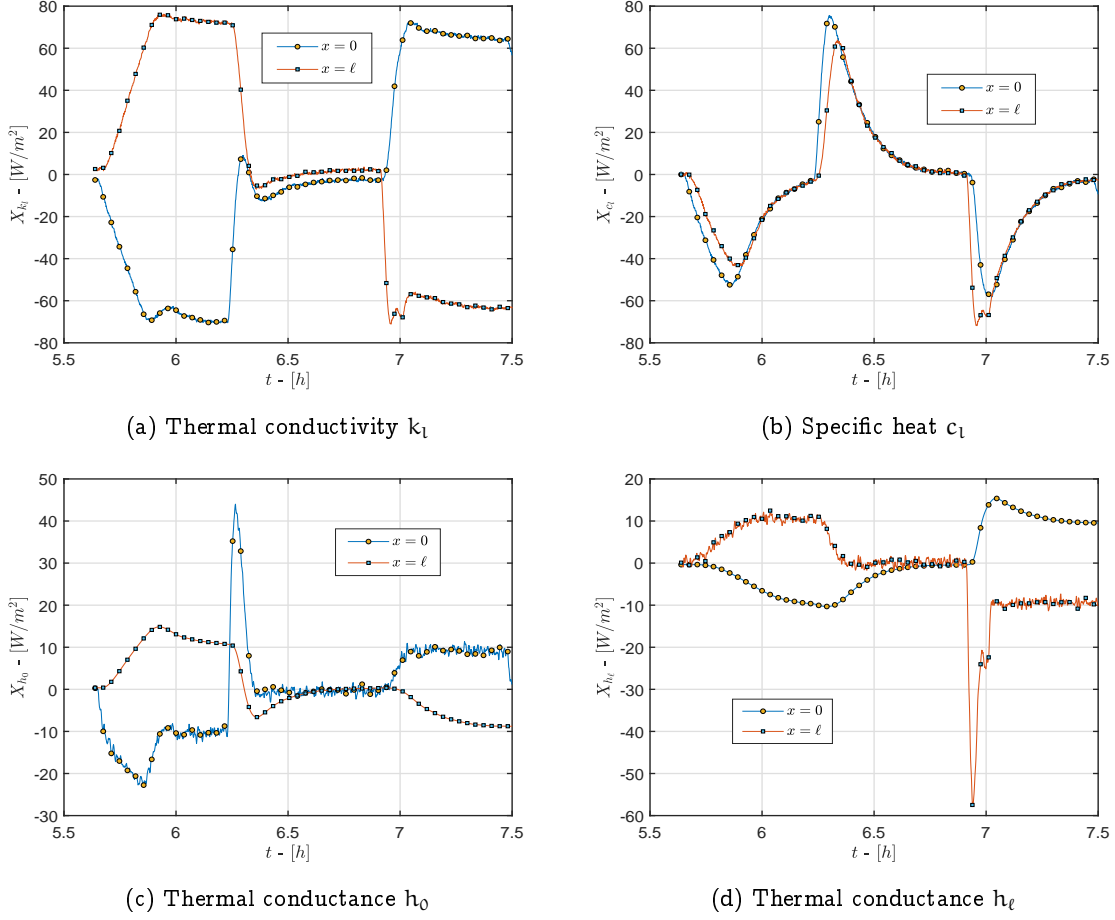 80
60
40
20
0
-20
-40
-60
-80
X_{k_l} - [W/m²]
x = 0
x = ℓ
5.5 6 6.5 7 7.5
t - [h]
(a) Thermal conductivity k_l
80
60
40
20
0
-20
-40
-60
-80
X_{c_l} - [W/m²]
x = 0
x = ℓ
5.5 6 6.5 7 7.5
t - [h]
(b) Specific heat c_l
50
40
30
20
10
0
-10
-20
-30
X_{h_0} - [W/m²]
x = 0
x = ℓ
5.5 6 6.5 7 7.5
t - [h]
(c) Thermal conductance h_0
20
10
0
-10
-20
-30
-40
-50
-60
X_{h_ℓ} - [W/m²]
x = 0
x = ℓ
5.5 6 6.5 7 7.5
t - [h]
(d) Thermal conductance h_ℓ